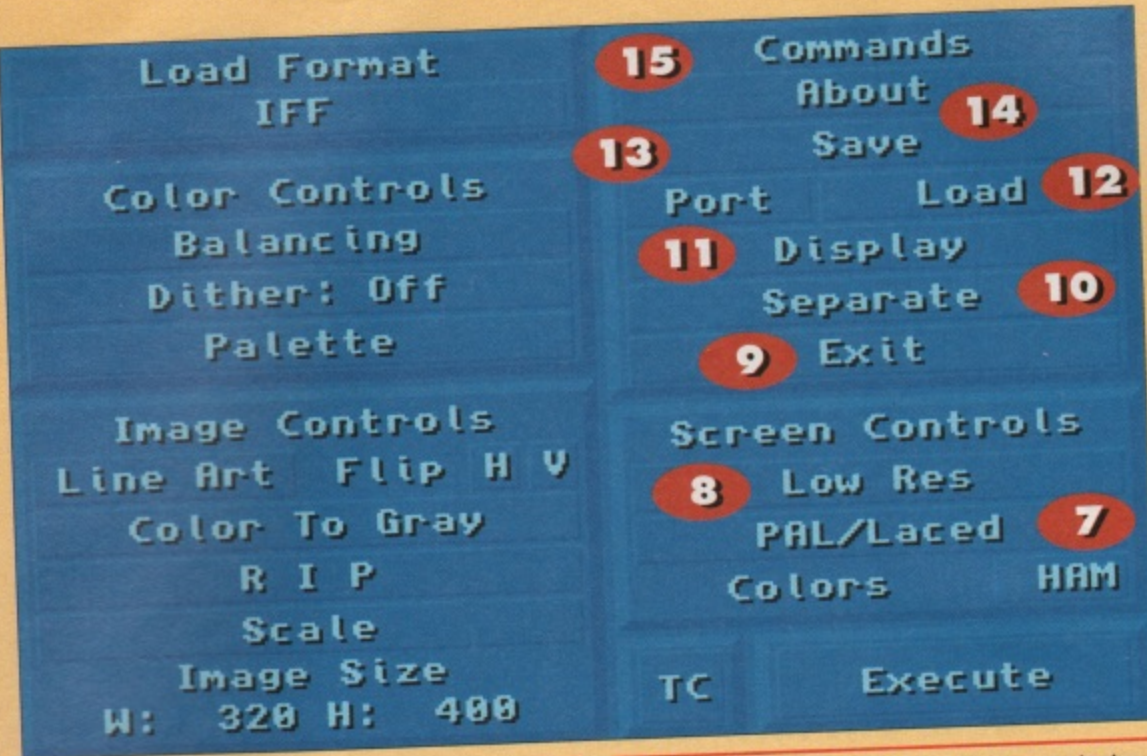 Load Format
IFF
Color Controls
Balancing
Dither: Off
Palette
Image Controls
Line Art Flip H V
Color To Gray
R I P
Scale
Image Size
W: 320 H: 400
15 Commands
About
14
Save
13
Port Load 12
11 Display
Separate 10
9 Exit
Screen Controls
8 Low Res
PAL/Laced 7
Colors HAM
TC Execute